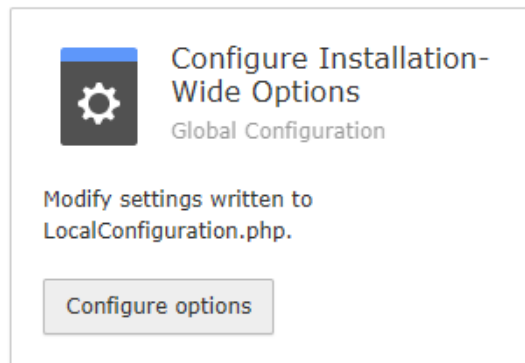 Configure Installation-
Wide Options
Global Configuration
Modify settings written to
LocalConfiguration.php.
Configure options